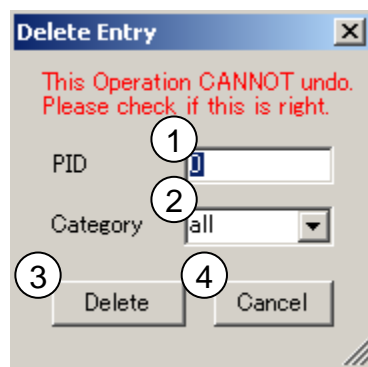 Delete Entry
This Operation CANNOT undo.
Please check if this is right.
1
PID 0
2
Category all
3 4
Delete Cancel